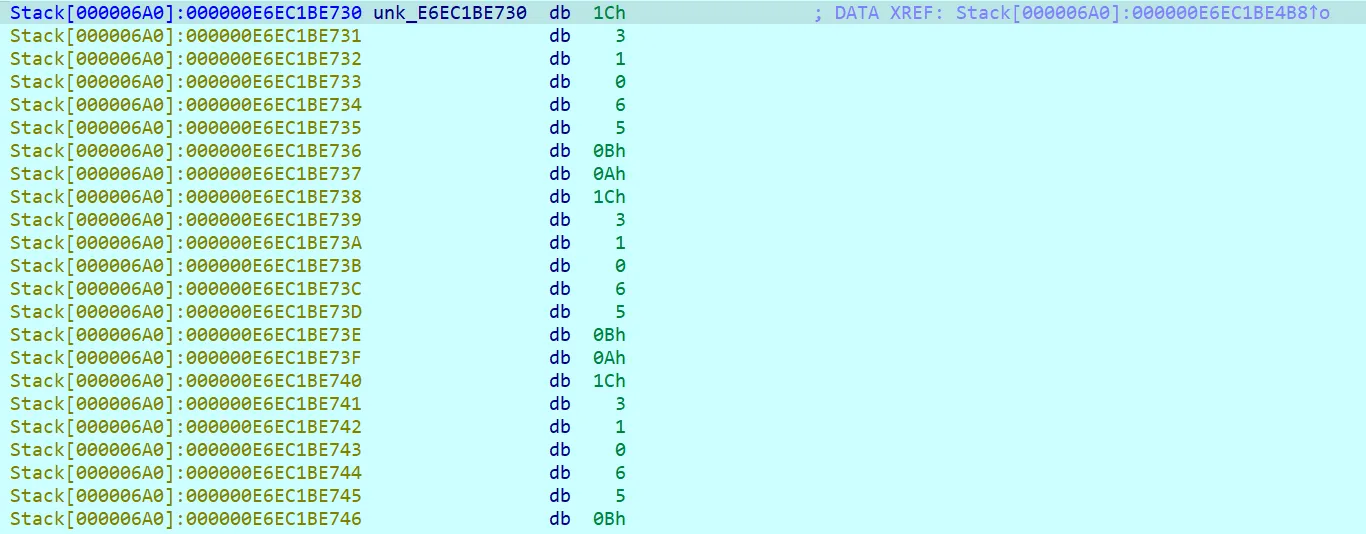 Stack[000006A0]:000000E6EC1BE730 unk_E6EC1BE730  db  1Ch                 ; DATA XREF: Stack[000006A0]:000000E6EC1BE4B8↑o
Stack[000006A0]:000000E6EC1BE731                 db    3
Stack[000006A0]:000000E6EC1BE732                 db    1
Stack[000006A0]:000000E6EC1BE733                 db    0
Stack[000006A0]:000000E6EC1BE734                 db    6
Stack[000006A0]:000000E6EC1BE735                 db    5
Stack[000006A0]:000000E6EC1BE736                 db  0Bh
Stack[000006A0]:000000E6EC1BE737                 db  0Ah
Stack[000006A0]:000000E6EC1BE738                 db  1Ch
Stack[000006A0]:000000E6EC1BE739                 db    3
Stack[000006A0]:000000E6EC1BE73A                 db    1
Stack[000006A0]:000000E6EC1BE73B                 db    0
Stack[000006A0]:000000E6EC1BE73C                 db    6
Stack[000006A0]:000000E6EC1BE73D                 db    5
Stack[000006A0]:000000E6EC1BE73E                 db  0Bh
Stack[000006A0]:000000E6EC1BE73F                 db  0Ah
Stack[000006A0]:000000E6EC1BE740                 db  1Ch
Stack[000006A0]:000000E6EC1BE741                 db    3
Stack[000006A0]:000000E6EC1BE742                 db    1
Stack[000006A0]:000000E6EC1BE743                 db    0
Stack[000006A0]:000000E6EC1BE744                 db    6
Stack[000006A0]:000000E6EC1BE745                 db    5
Stack[000006A0]:000000E6EC1BE746                 db  0Bh